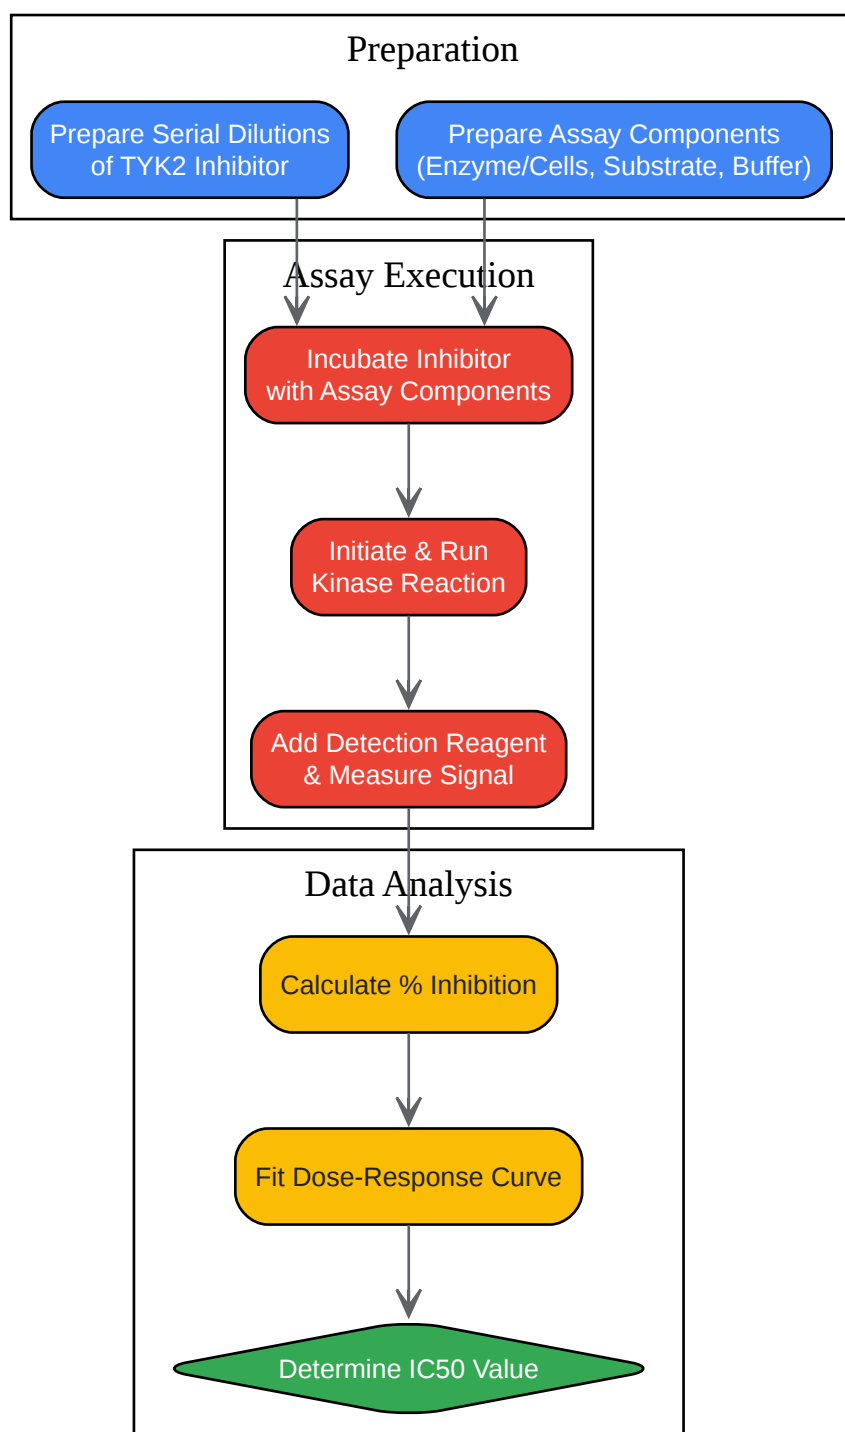 Preparation
Prepare Serial Dilutions
of TYK2 Inhibitor
Prepare Assay Components
(Enzyme/Cells, Substrate, Buffer)
Assay Execution
Incubate Inhibitor
with Assay Components
Initiate & Run
Kinase Reaction
Add Detection Reagent
& Measure Signal
Data Analysis
Calculate % Inhibition
Fit Dose-Response Curve
Determine IC50 Value